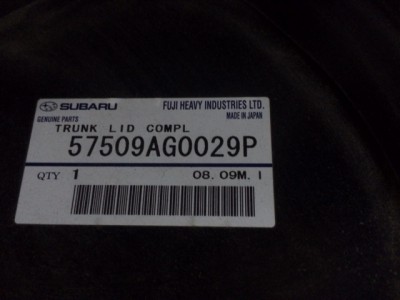 SUBARU FUJI HEAVY INDUSTRIES LTD.
GENUINE PARTS MADE IN JAPAN
TRUNK LID COMPL
57509AG0029P
QTY 1 08.09M.I